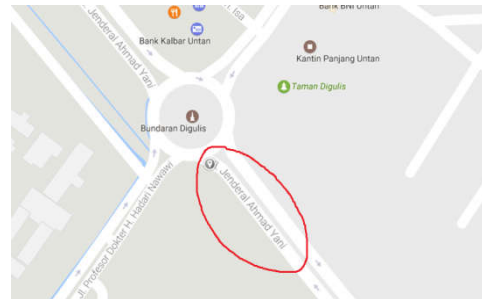 Bank BNI Untan
Bank Kalbar Untan
Kantin Panjang Untan
Jenderal Ahmad Yani
Taman Digulis
Bundaran Digulis
Jenderal Ahmad Yani
Jl. Profesor Dokter H. Hadari Nawawi